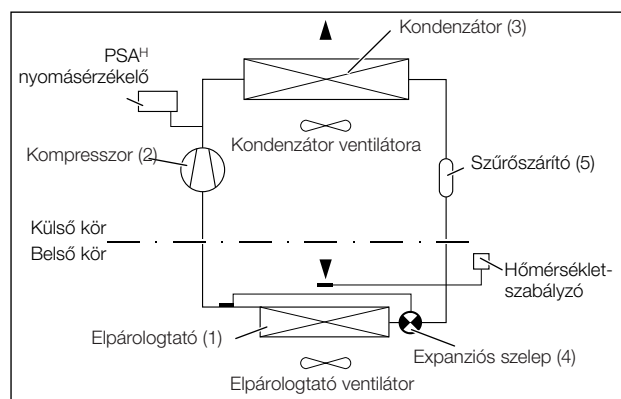 Kondenzátor (3)
PSAᴴ
nyomásérzékelő
Kondenzátor ventilátora
Kompresszor (2)
Szűrőszárító (5)
Külső kör
Belső kör
Hőmérséklet-
szabályzó
Elpárologtató (1)
Expanziós szelep (4)
Elpárologtató ventilátor